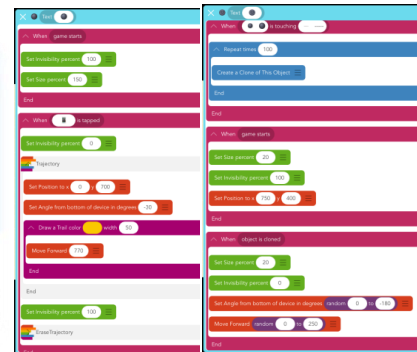 Text
When game starts
Set Invisibility percent 100
Set Size percent 150
End
When is tapped
Set Invisibility percent 0
Trajectory
Set Position to x 0 y 700
Set Angle from bottom of device in degrees -30
Draw a Trail color width 50
Move Forward 770
End
End
Set Invisibility percent 100
EraseTrajectory
End
Text
When is touching
Repeat times 100
Create a Clone of This Object
End
End
When game starts
Set Size percent 20
Set Invisibility percent 100
Set Position to x 750 y 400
End
When object is cloned
Set Size percent 20
Set Invisibility percent 0
Set Angle from bottom of device in degrees random 0 to -180
Move Forward random 0 to 250
End